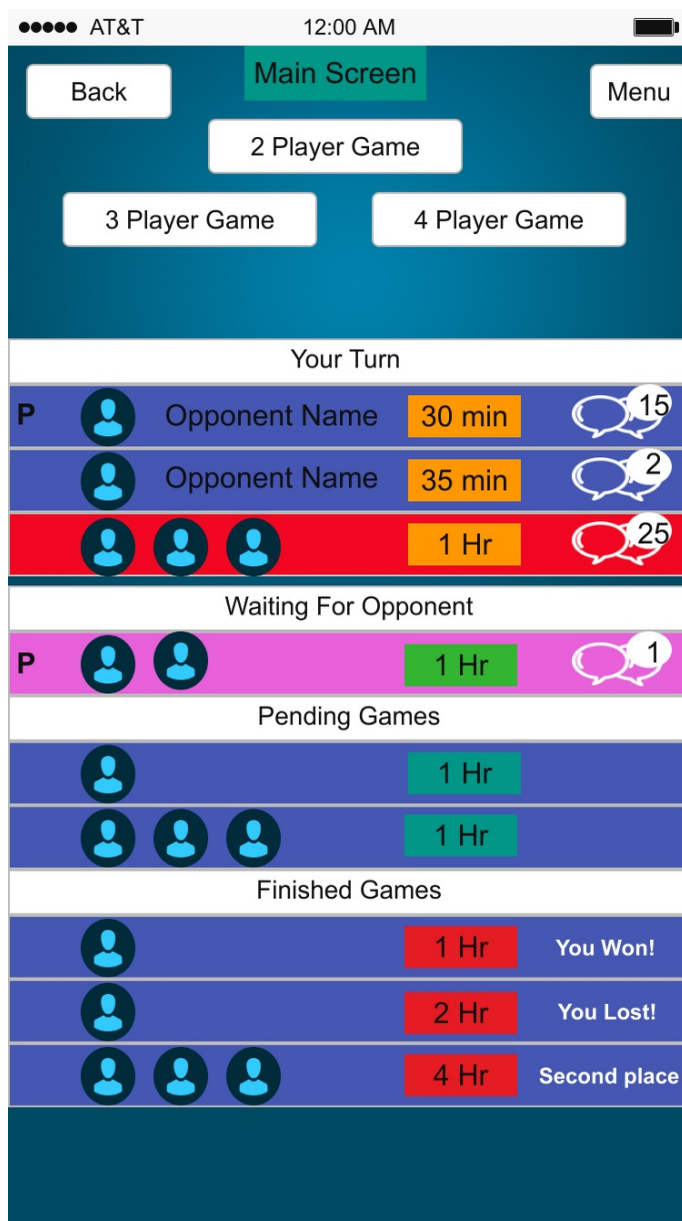 AT&T 12:00 AM
Back Main Screen Menu
2 Player Game
3 Player Game 4 Player Game
Your Turn
P Opponent Name 30 min 15
Opponent Name 35 min 2
1 Hr 25
Waiting For Opponent
P 1 Hr 1
Pending Games
1 Hr
1 Hr
Finished Games
1 Hr You Won!
2 Hr You Lost!
4 Hr Second place